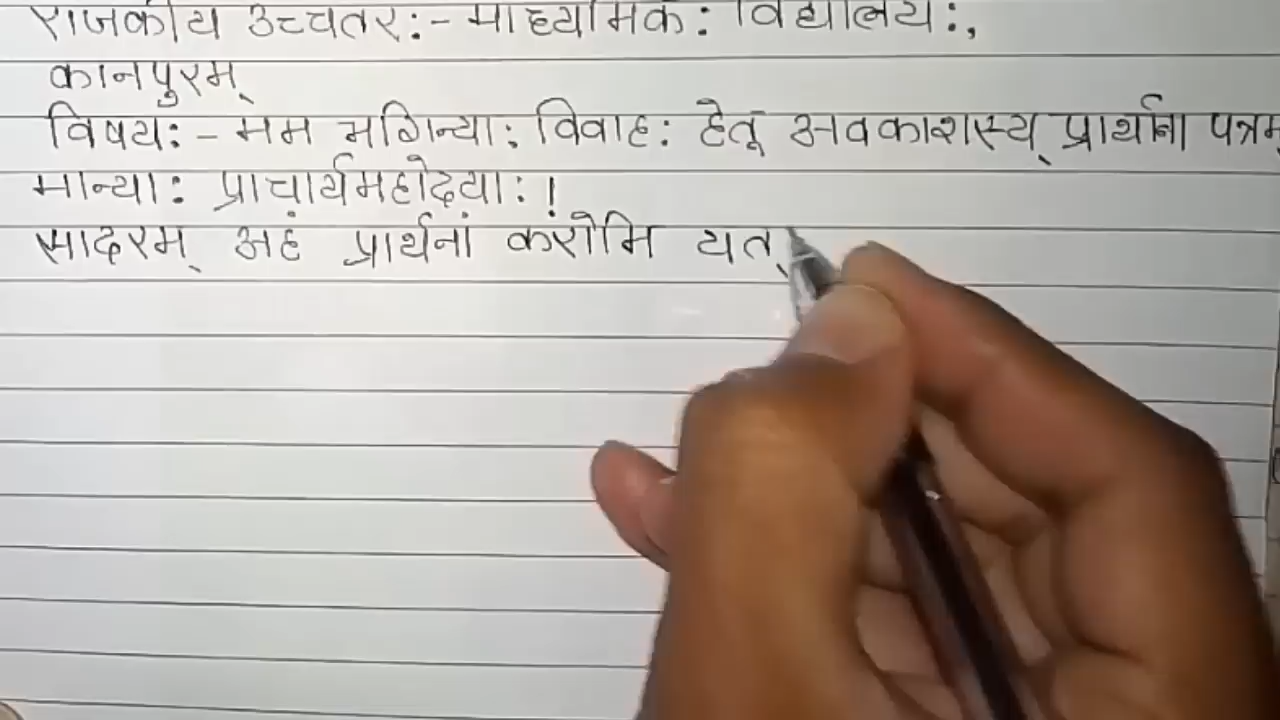 राजकीय उच्चतर:- माध्यमिक: विद्यालय:,
कानपुरम्
विषय:- मम भगिन्या: विवाह: हेतू अवकाशस्य् प्रार्थाना पत्रम्
मान्या: प्राचार्यमहोदया: !
सादरम् अहं प्रार्थनां करोमि यत्